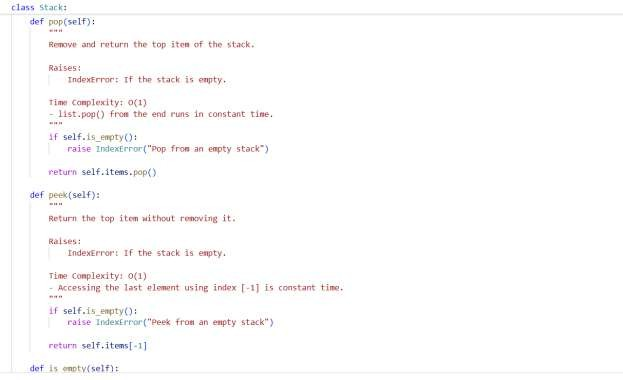 class Stack:
def pop(self):
"""
Remove and return the top item of the stack.
Raises:
IndexError: If the stack is empty.
Time Complexity: O(1)
- list.pop() from the end runs in constant time.
"""
if self.is_empty():
raise IndexError("Pop from an empty stack")
return self.items.pop()
def peek(self):
"""
Return the top item without removing it.
Raises:
IndexError: If the stack is empty.
Time Complexity: O(1)
- Accessing the last element using index [-1] is constant time.
"""
if self.is_empty():
raise IndexError("Peek from an empty stack")
return self.items[-1]
def is_empty(self):